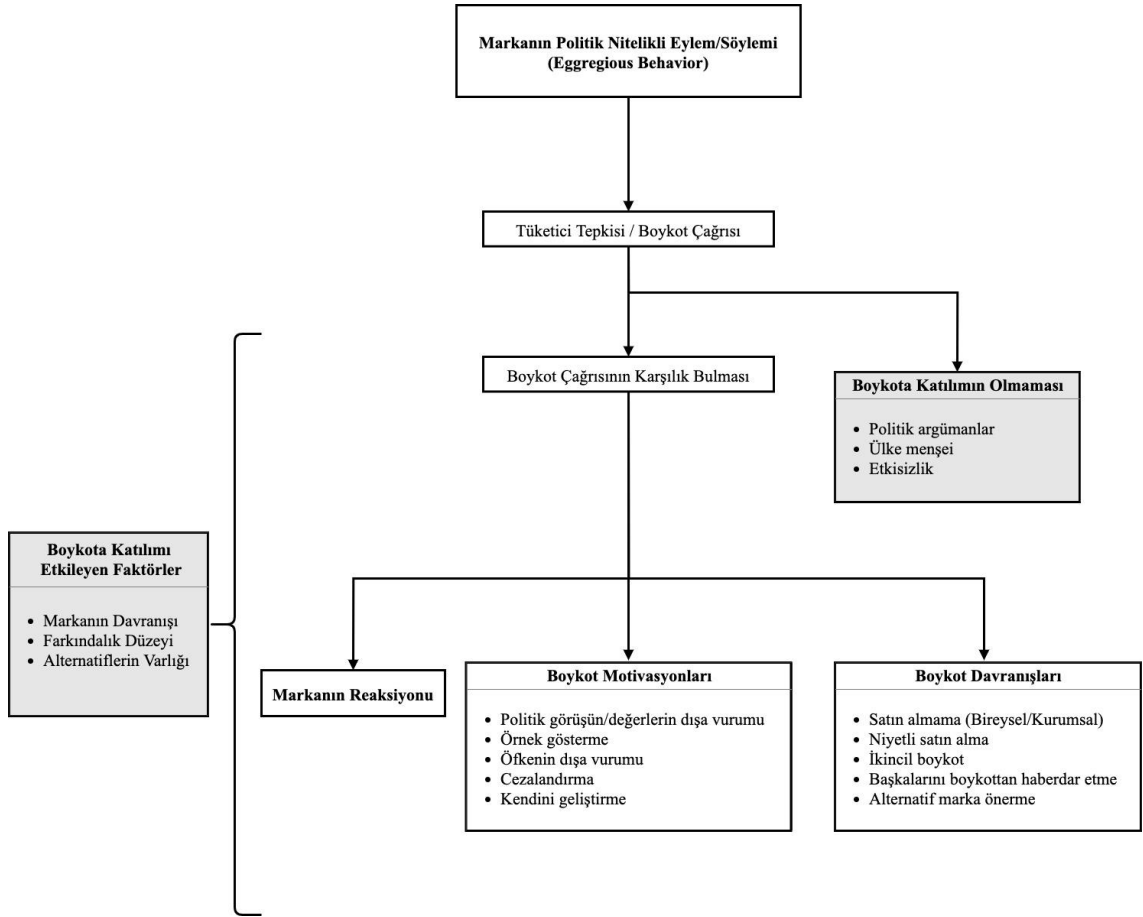 Markanın Politik Nitelikli Eylem/Söylemi
(Eggregious Behavior)
Tüketici Tepkisi / Boykot Çağrısı
Boykot Çağrısının Karşılık Bulması
Boykota Katılımın Olmaması
• Politik argümanlar
• Ülke menşei
• Etkisizlik
Boykota Katılımı
Etkileyen Faktörler
• Markanın Davranışı
• Farkındalık Düzeyi
• Alternatiflerin Varlığı
Markanın Reaksiyonu
Boykot Motivasyonları
• Politik görüşün/değerlerin dışa vurumu
• Örnek gösterme
• Öfkenin dışa vurumu
• Cezalandırma
• Kendini geliştirme
Boykot Davranışları
• Satın almama (Bireysel/Kurumsal)
• Niyetli satın alma
• İkincil boykot
• Başkalarını boykottan haberdar etme
• Alternatif marka önerme